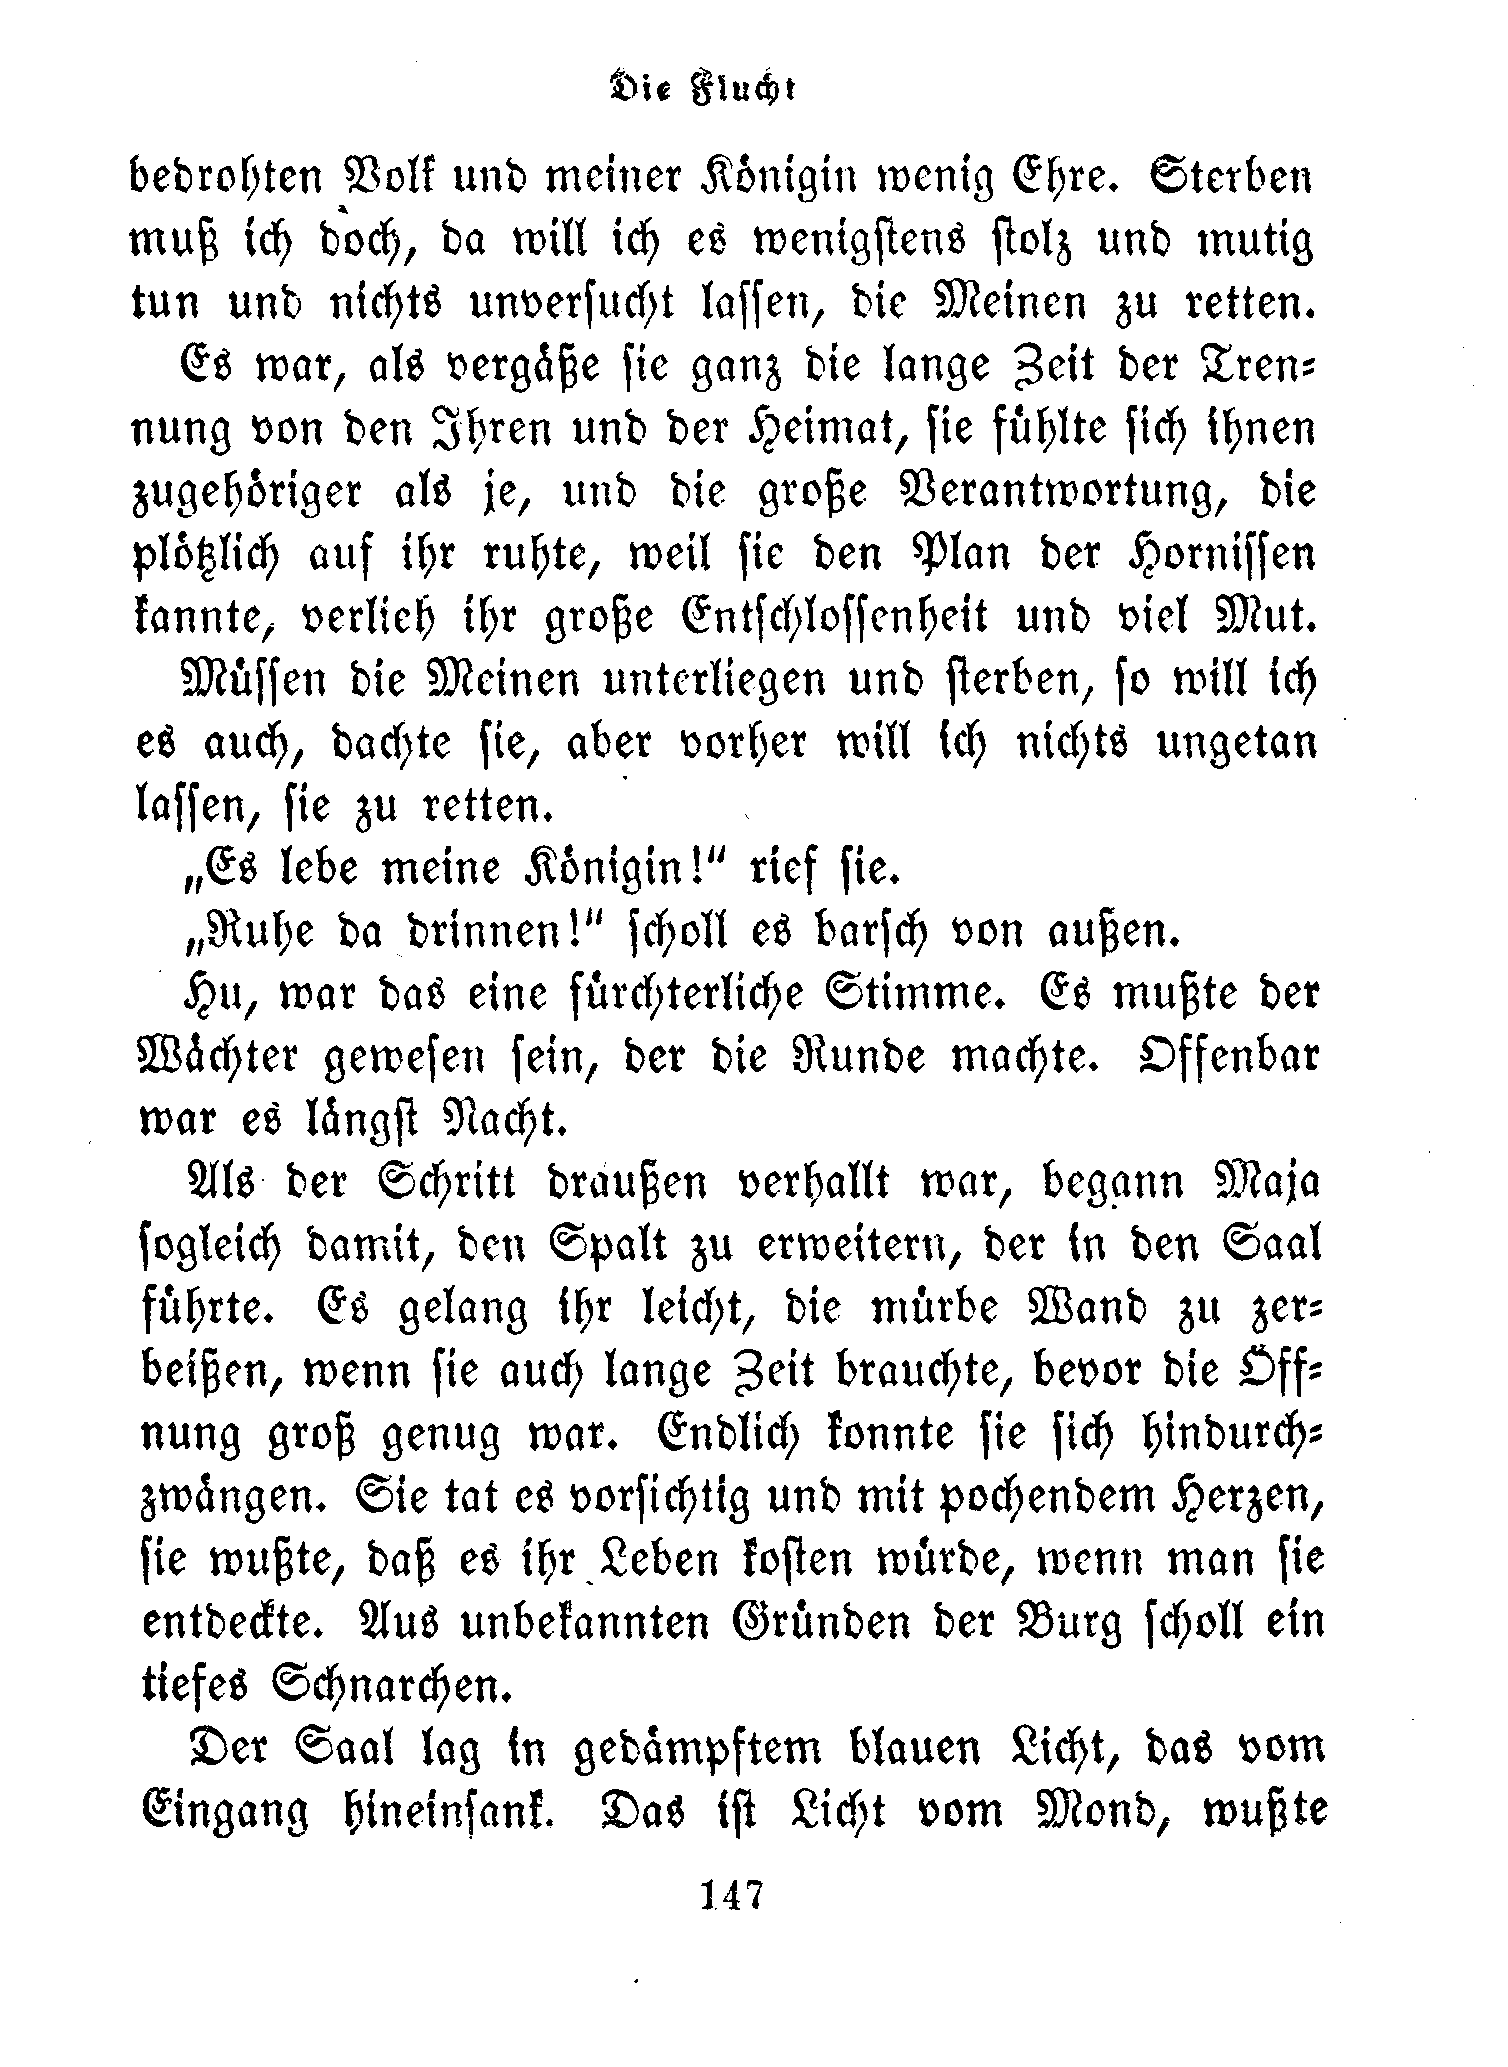 Die Flucht
bedrohten Volk und meiner Königin wenig Ehre. Sterben
muß ich doch, da will ich es wenigstens stolz und mutig
tun und nichts unversucht lassen, die Meinen zu retten.
Es war, als vergäße sie ganz die lange Zeit der Tren-
nung von den Ihren und der Heimat, sie fühlte sich ihnen
zugehöriger als je, und die große Verantwortung, die
plötzlich auf ihr ruhte, weil sie den Plan der Hornissen
kannte, verlieh ihr große Entschlossenheit und viel Mut.
Müssen die Meinen unterliegen und sterben, so will ich
es auch, dachte sie, aber vorher will ich nichts ungetan
lassen, sie zu retten.
„Es lebe meine Königin!“ rief sie.
„Ruhe da drinnen!“ scholl es barsch von außen.
Hu, war das eine fürchterliche Stimme. Es mußte der
Wächter gewesen sein, der die Runde machte. Offenbar
war es längst Nacht.
Als der Schritt draußen verhallt war, begann Maja
sogleich damit, den Spalt zu erweitern, der in den Saal
führte. Es gelang ihr leicht, die mürbe Wand zu zer-
beißen, wenn sie auch lange Zeit brauchte, bevor die Öff-
nung groß genug war. Endlich konnte sie sich hindurch-
zwängen. Sie tat es vorsichtig und mit pochendem Herzen,
sie wußte, daß es ihr Leben kosten würde, wenn man sie
entdeckte. Aus unbekannten Gründen der Burg scholl ein
tiefes Schnarchen.
Der Saal lag in gedämpftem blauen Licht, das vom
Eingang hineinsank. Das ist Licht vom Mond, wußte
147